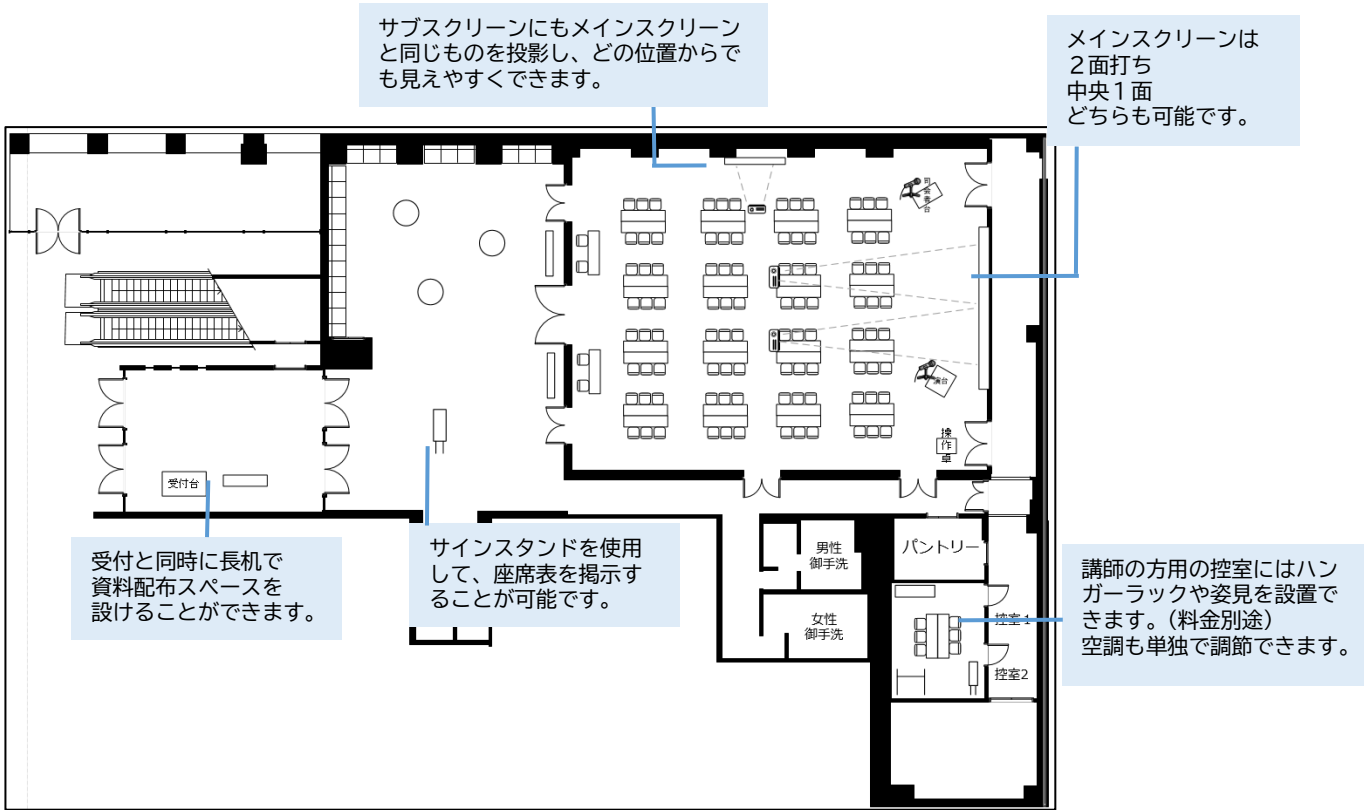 サブスクリーンにもメインスクリーン
と同じものを投影し、どの位置からで
も見えやすくできます。
メインスクリーンは
２面打ち
中央１面
どちらも可能です。
司会者台
演台
操作卓
受付台
受付と同時に長机で
資料配布スペースを
設けることができます。
サインスタンドを使用
して、座席表を掲示す
ることが可能です。
男性
御手洗
女性
御手洗
パントリー
控室1
控室2
講師の方用の控室にはハン
ガーラックや姿見を設置で
きます。（料金別途）
空調も単独で調節できます。